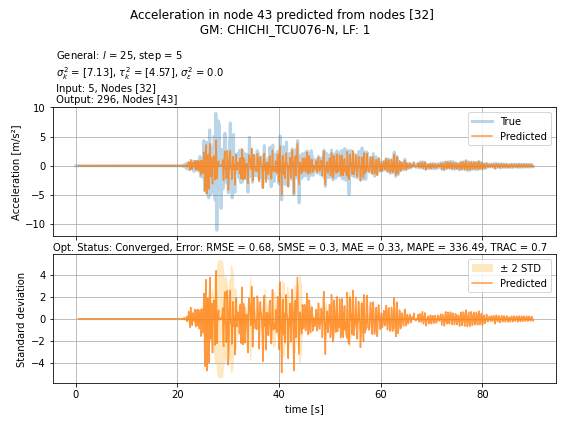 Acceleration in node 43 predicted from nodes [32]
GM: CHICHI_TCU076-N, LF: 1
General: l = 25, step = 5
σ²ₖ = [7.13], τ²ₖ = [4.57], σ²ε = 0.0
Input: 5, Nodes [32]
Output: 296, Nodes [43]
10
5
0
−5
−10
Acceleration [m/s²]
True
Predicted
Opt. Status: Converged, Error: RMSE = 0.68, SMSE = 0.3, MAE = 0.33, MAPE = 336.49, TRAC = 0.7
4
2
0
−2
−4
Standard deviation
± 2 STD
Predicted
0 20 40 60 80
time [s]